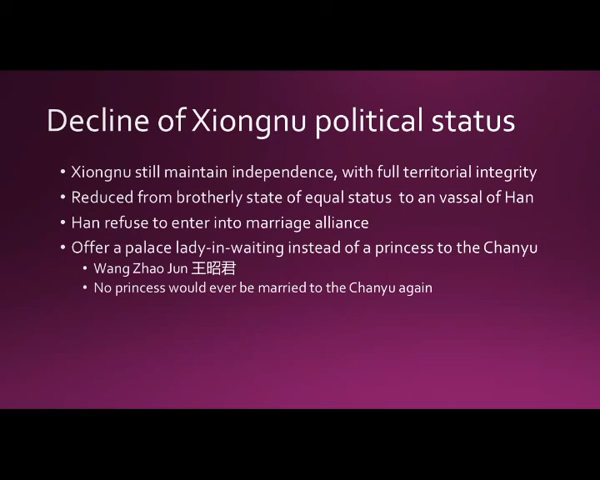 Decline of Xiongnu political status
• Xiongnu still maintain independence, with full territorial integrity
• Reduced from brotherly state of equal status to an vassal of Han
• Han refuse to enter into marriage alliance
• Offer a palace lady-in-waiting instead of a princess to the Chanyu
• Wang Zhao Jun 王昭君
• No princess would ever be married to the Chanyu again